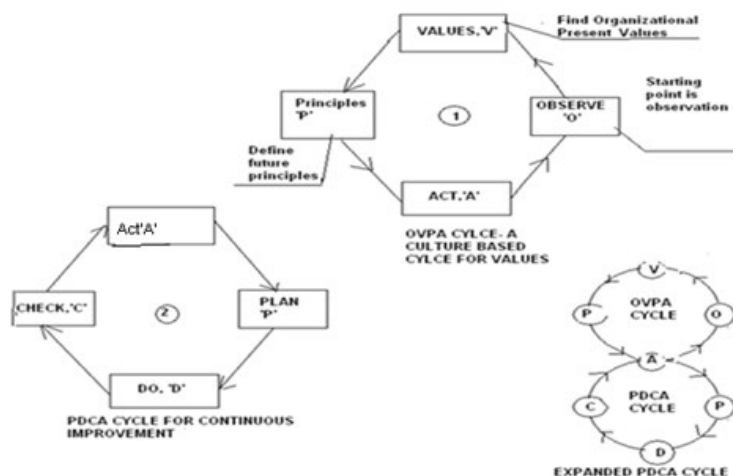 VALUES,'V'
Find Organizational
Present Values
Principles
'P'
1
OBSERVE
'O'
Starting
point is
observation
Define
future
principles
ACT,'A'
OVPA CYLCE- A
CULTURE BASED
CYLCE FOR VALUES
Act'A'
CHECK,'C'
2
PLAN
'P'
DO, 'D'
PDCA CYCLE FOR CONTINUOUS
IMPROVEMENT
V
P
OVPA
CYCLE
O
A
C
PDCA
CYCLE
P
D
EXPANDED PDCA CYCLE